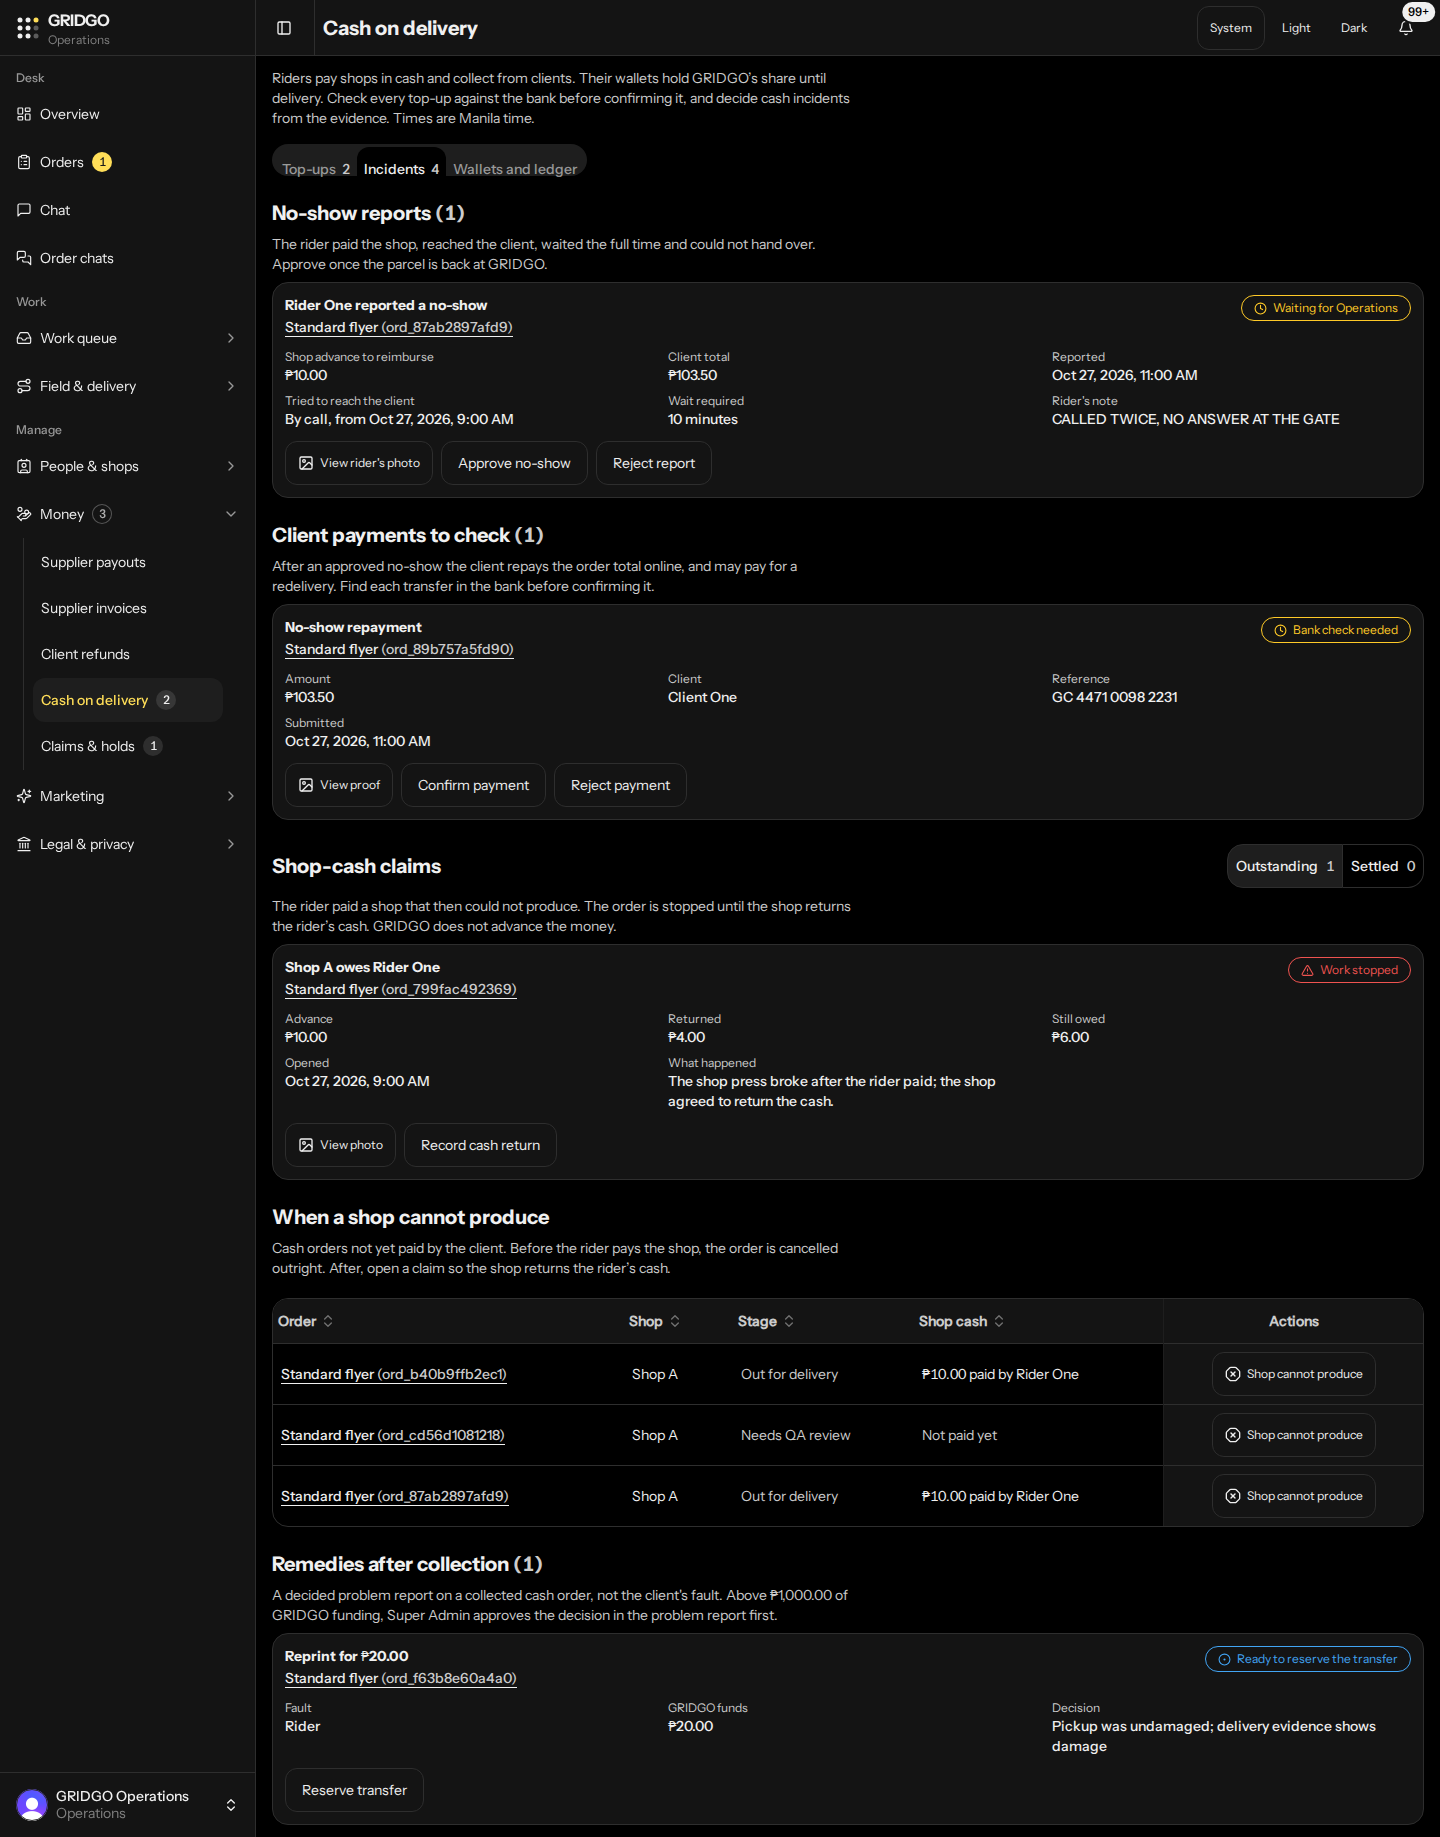 GRIDGO
Operations
Cash on delivery
System
Light
Dark
99+
Desk
Overview
Orders 1
Chat
Order chats
Work
Work queue
Field & delivery
Manage
People & shops
Money 3
Supplier payouts
Supplier invoices
Client refunds
Cash on delivery 2
Claims & holds 1
Marketing
Legal & privacy
GRIDGO Operations
Operations
Riders pay shops in cash and collect from clients. Their wallets hold GRIDGO's share until
delivery. Check every top-up against the bank before confirming it, and decide cash incidents
from the evidence. Times are Manila time.
Top-ups 2 Incidents 4 Wallets and ledger
No-show reports (1)
The rider paid the shop, reached the client, waited the full time and could not hand over.
Approve once the parcel is back at GRIDGO.
Rider One reported a no-show
Waiting for Operations
Standard flyer (ord_87ab2897afd9)
Shop advance to reimburse
₱10.00
Client total
₱103.50
Reported
Oct 27, 2026, 11:00 AM
Tried to reach the client
By call, from Oct 27, 2026, 9:00 AM
Wait required
10 minutes
Rider's note
CALLED TWICE, NO ANSWER AT THE GATE
View rider's photo
Approve no-show
Reject report
Client payments to check (1)
After an approved no-show the client repays the order total online, and may pay for a
redelivery. Find each transfer in the bank before confirming it.
No-show repayment
Bank check needed
Standard flyer (ord_89b757a5fd90)
Amount
₱103.50
Client
Client One
Reference
GC 4471 0098 2231
Submitted
Oct 27, 2026, 11:00 AM
View proof
Confirm payment
Reject payment
Shop-cash claims
Outstanding 1
Settled 0
The rider paid a shop that then could not produce. The order is stopped until the shop returns
the rider's cash. GRIDGO does not advance the money.
Shop A owes Rider One
Work stopped
Standard flyer (ord_799fac492369)
Advance
₱10.00
Returned
₱4.00
Still owed
₱6.00
Opened
Oct 27, 2026, 9:00 AM
What happened
The shop press broke after the rider paid; the shop
agreed to return the cash.
View photo
Record cash return
When a shop cannot produce
Cash orders not yet paid by the client. Before the rider pays the shop, the order is cancelled
outright. After, open a claim so the shop returns the rider's cash.
Order Shop Stage Shop cash Actions
Standard flyer (ord_b40b9ffb2ec1) Shop A Out for delivery ₱10.00 paid by Rider One Shop cannot produce
Standard flyer (ord_cd56d1081218) Shop A Needs QA review Not paid yet Shop cannot produce
Standard flyer (ord_87ab2897afd9) Shop A Out for delivery ₱10.00 paid by Rider One Shop cannot produce
Remedies after collection (1)
A decided problem report on a collected cash order, not the client's fault. Above ₱1,000.00 of
GRIDGO funding, Super Admin approves the decision in the problem report first.
Reprint for ₱20.00
Ready to reserve the transfer
Standard flyer (ord_f63b8e60a4a0)
Fault
Rider
GRIDGO funds
₱20.00
Decision
Pickup was undamaged; delivery evidence shows
damage
Reserve transfer